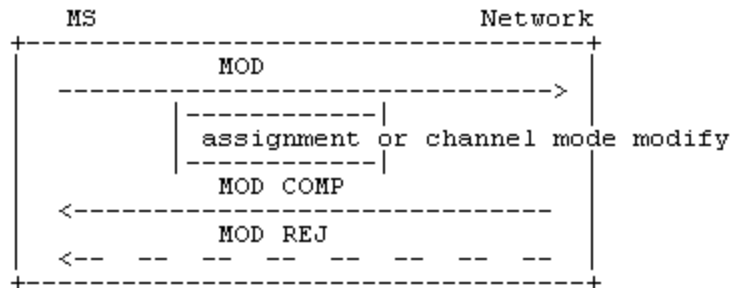 MS Network
MOD
assignment or channel mode modify
MOD COMP
MOD REJ